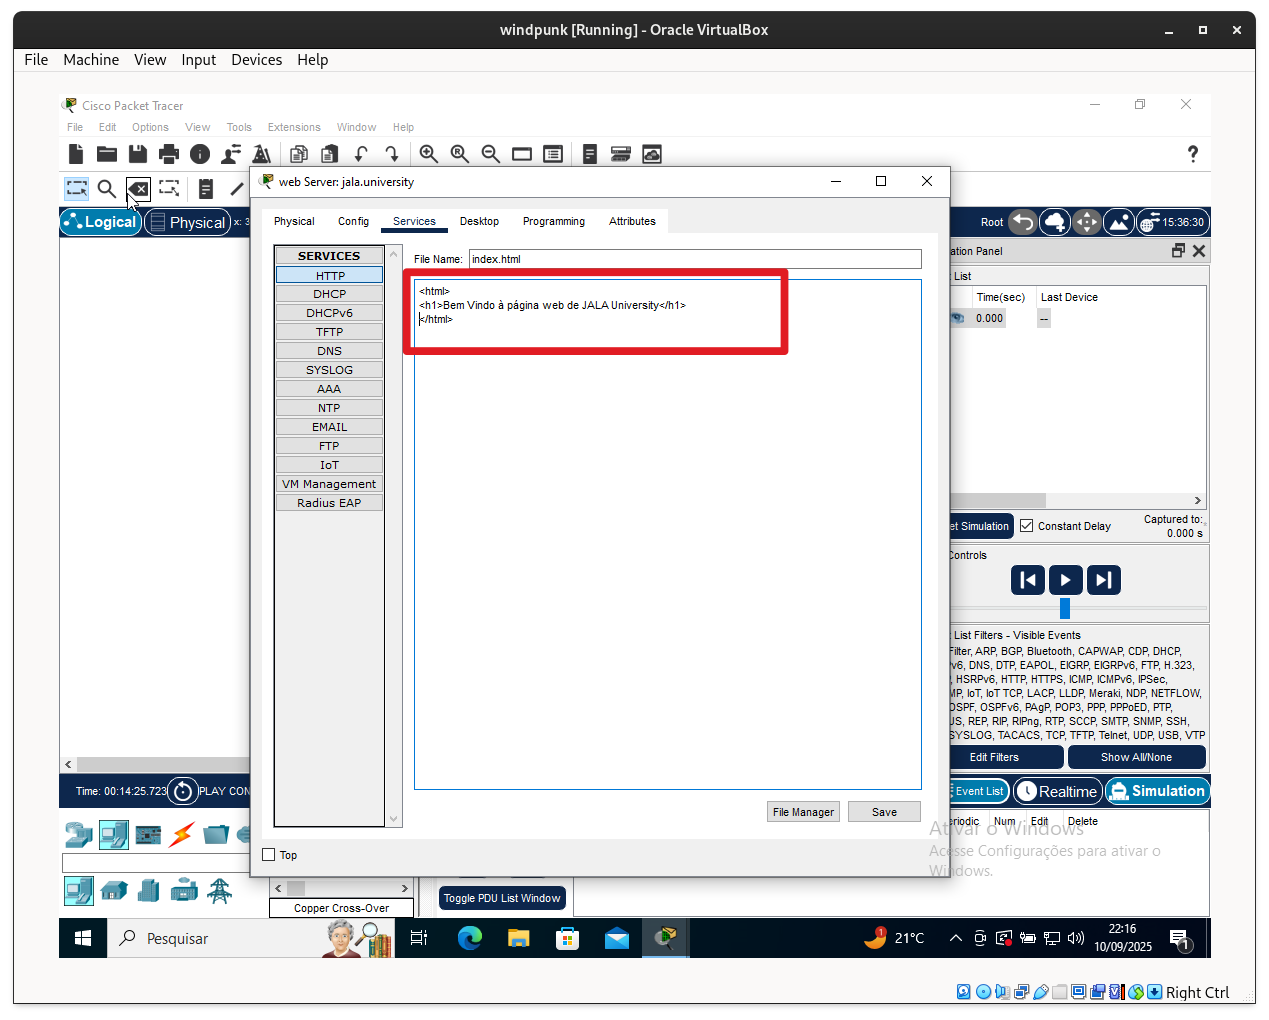 windpunk [Running] - Oracle VirtualBox
File Machine View Input Devices Help
Cisco Packet Tracer
File Edit Options View Tools Extensions Window Help
web Server: jala.university
Logical
Physical
x: 3
Root
15:36:30
Physical Config Services Desktop Programming Attributes
ation Panel
List
Time(sec) Last Device
0.000 --
SERVICES
HTTP
DHCP
DHCPv6
TFTP
DNS
SYSLOG
AAA
NTP
EMAIL
FTP
IoT
VM Management
Radius EAP
File Name: index.html
<html>
<h1>Bem Vindo à página web de JALA University</h1>
</html>
et Simulation
Constant Delay
Captured to:
0.000 s
Controls
List Filters - Visible Events
Filter, ARP, BGP, Bluetooth, CAPWAP, CDP, DHCP,
v6, DNS, DTP, EAPOL, EIGRP, EIGRPv6, FTP, H.323,
, HSRPv6, HTTP, HTTPS, ICMP, ICMPv6, IPSec,
MP, IoT, IoT TCP, LACP, LLDP, Meraki, NDP, NETFLOW,
OSPF, OSPFv6, PAgP, POP3, PPP, PPPoED, PTP,
US, REP, RIP, RIPng, RTP, SCCP, SMTP, SNMP, SSH,
SYSLOG, TACACS, TCP, TFTP, Telnet, UDP, USB, VTP
Edit Filters
Show All/None
Time: 00:14:25.723
PLAY CON
Event List
Realtime
Simulation
File Manager
Save
eriodic Num Edit Delete
Ativar o Windows
Acesse Configurações para ativar o
Windows.
Top
Copper Cross-Over
Toggle PDU List Window
Pesquisar
1
21°C
22:16
10/09/2025
1
Right Ctrl